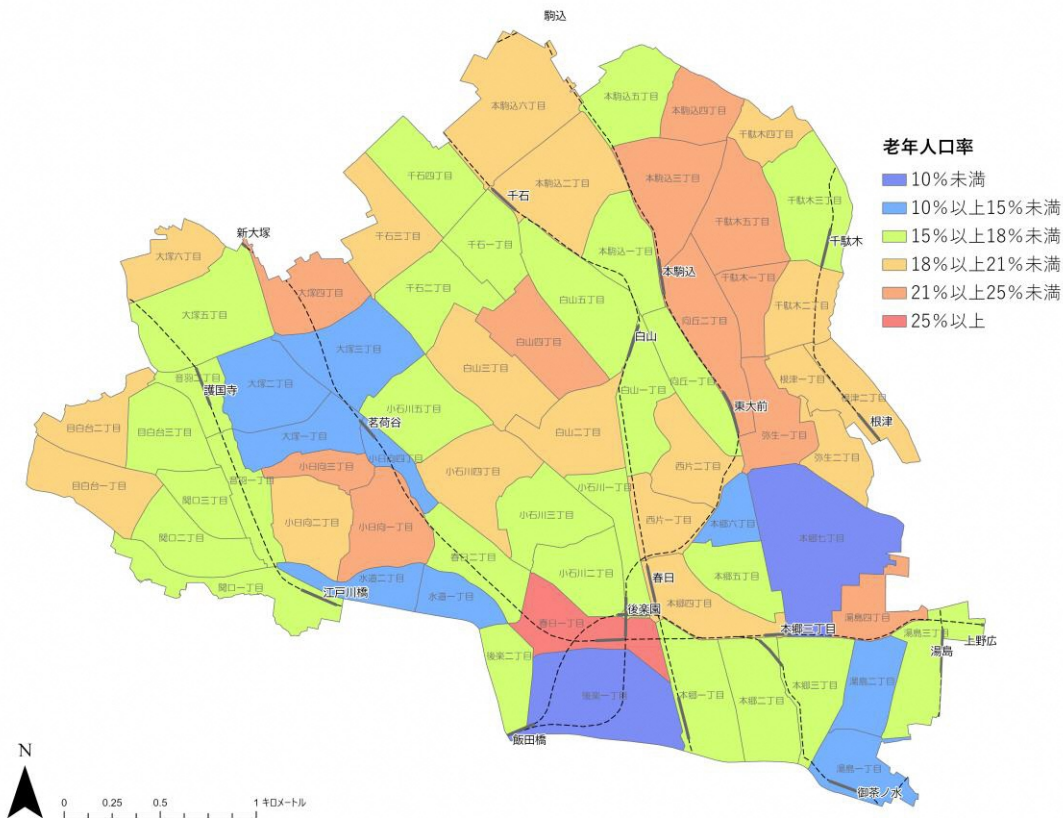 駒込
本駒込六丁目
本駒込五丁目
本駒込四丁目
千駄木四丁目
老年人口率
10%未満
10%以上15%未満
15%以上18%未満
18%以上21%未満
21%以上25%未満
25%以上
千石四丁目
千石
本駒込二丁目
本駒込三丁目
千駄木三丁目
千駄木五丁目
千石三丁目
千石一丁目
本駒込一丁目
千駄木
新大塚
大塚六丁目
大塚四丁目
千石二丁目
白山五丁目
本駒込
千駄木一丁目
千駄木二丁目
大塚五丁目
白山四丁目
向丘二丁目
大塚三丁目
白山三丁目
白山
音羽二丁目
護国寺
大塚二丁目
白山一丁目
向丘一丁目
根津一丁目
根津二丁目
小石川五丁目
東大前
根津
目白台二丁目
目白台三丁目
大塚一丁目
茗荷谷
白山二丁目
弥生一丁目
小日向四丁目
小日向三丁目
小石川四丁目
西片二丁目
弥生二丁目
目白台一丁目
音羽一丁目
小石川一丁目
関口三丁目
小日向二丁目
小日向一丁目
小石川三丁目
西片一丁目
本郷六丁目
本郷七丁目
関口二丁目
春日二丁目
小石川二丁目
春日
本郷五丁目
関口一丁目
江戸川橋
水道二丁目
水道一丁目
後楽園
本郷四丁目
春日一丁目
本郷三丁目
湯島四丁目
湯島三丁目
上野広
湯島
後楽二丁目
後楽一丁目
本郷一丁目
本郷二丁目
本郷三丁目
湯島二丁目
飯田橋
湯島一丁目
御茶ノ水
N
0 0.25 0.5 1 キロメートル